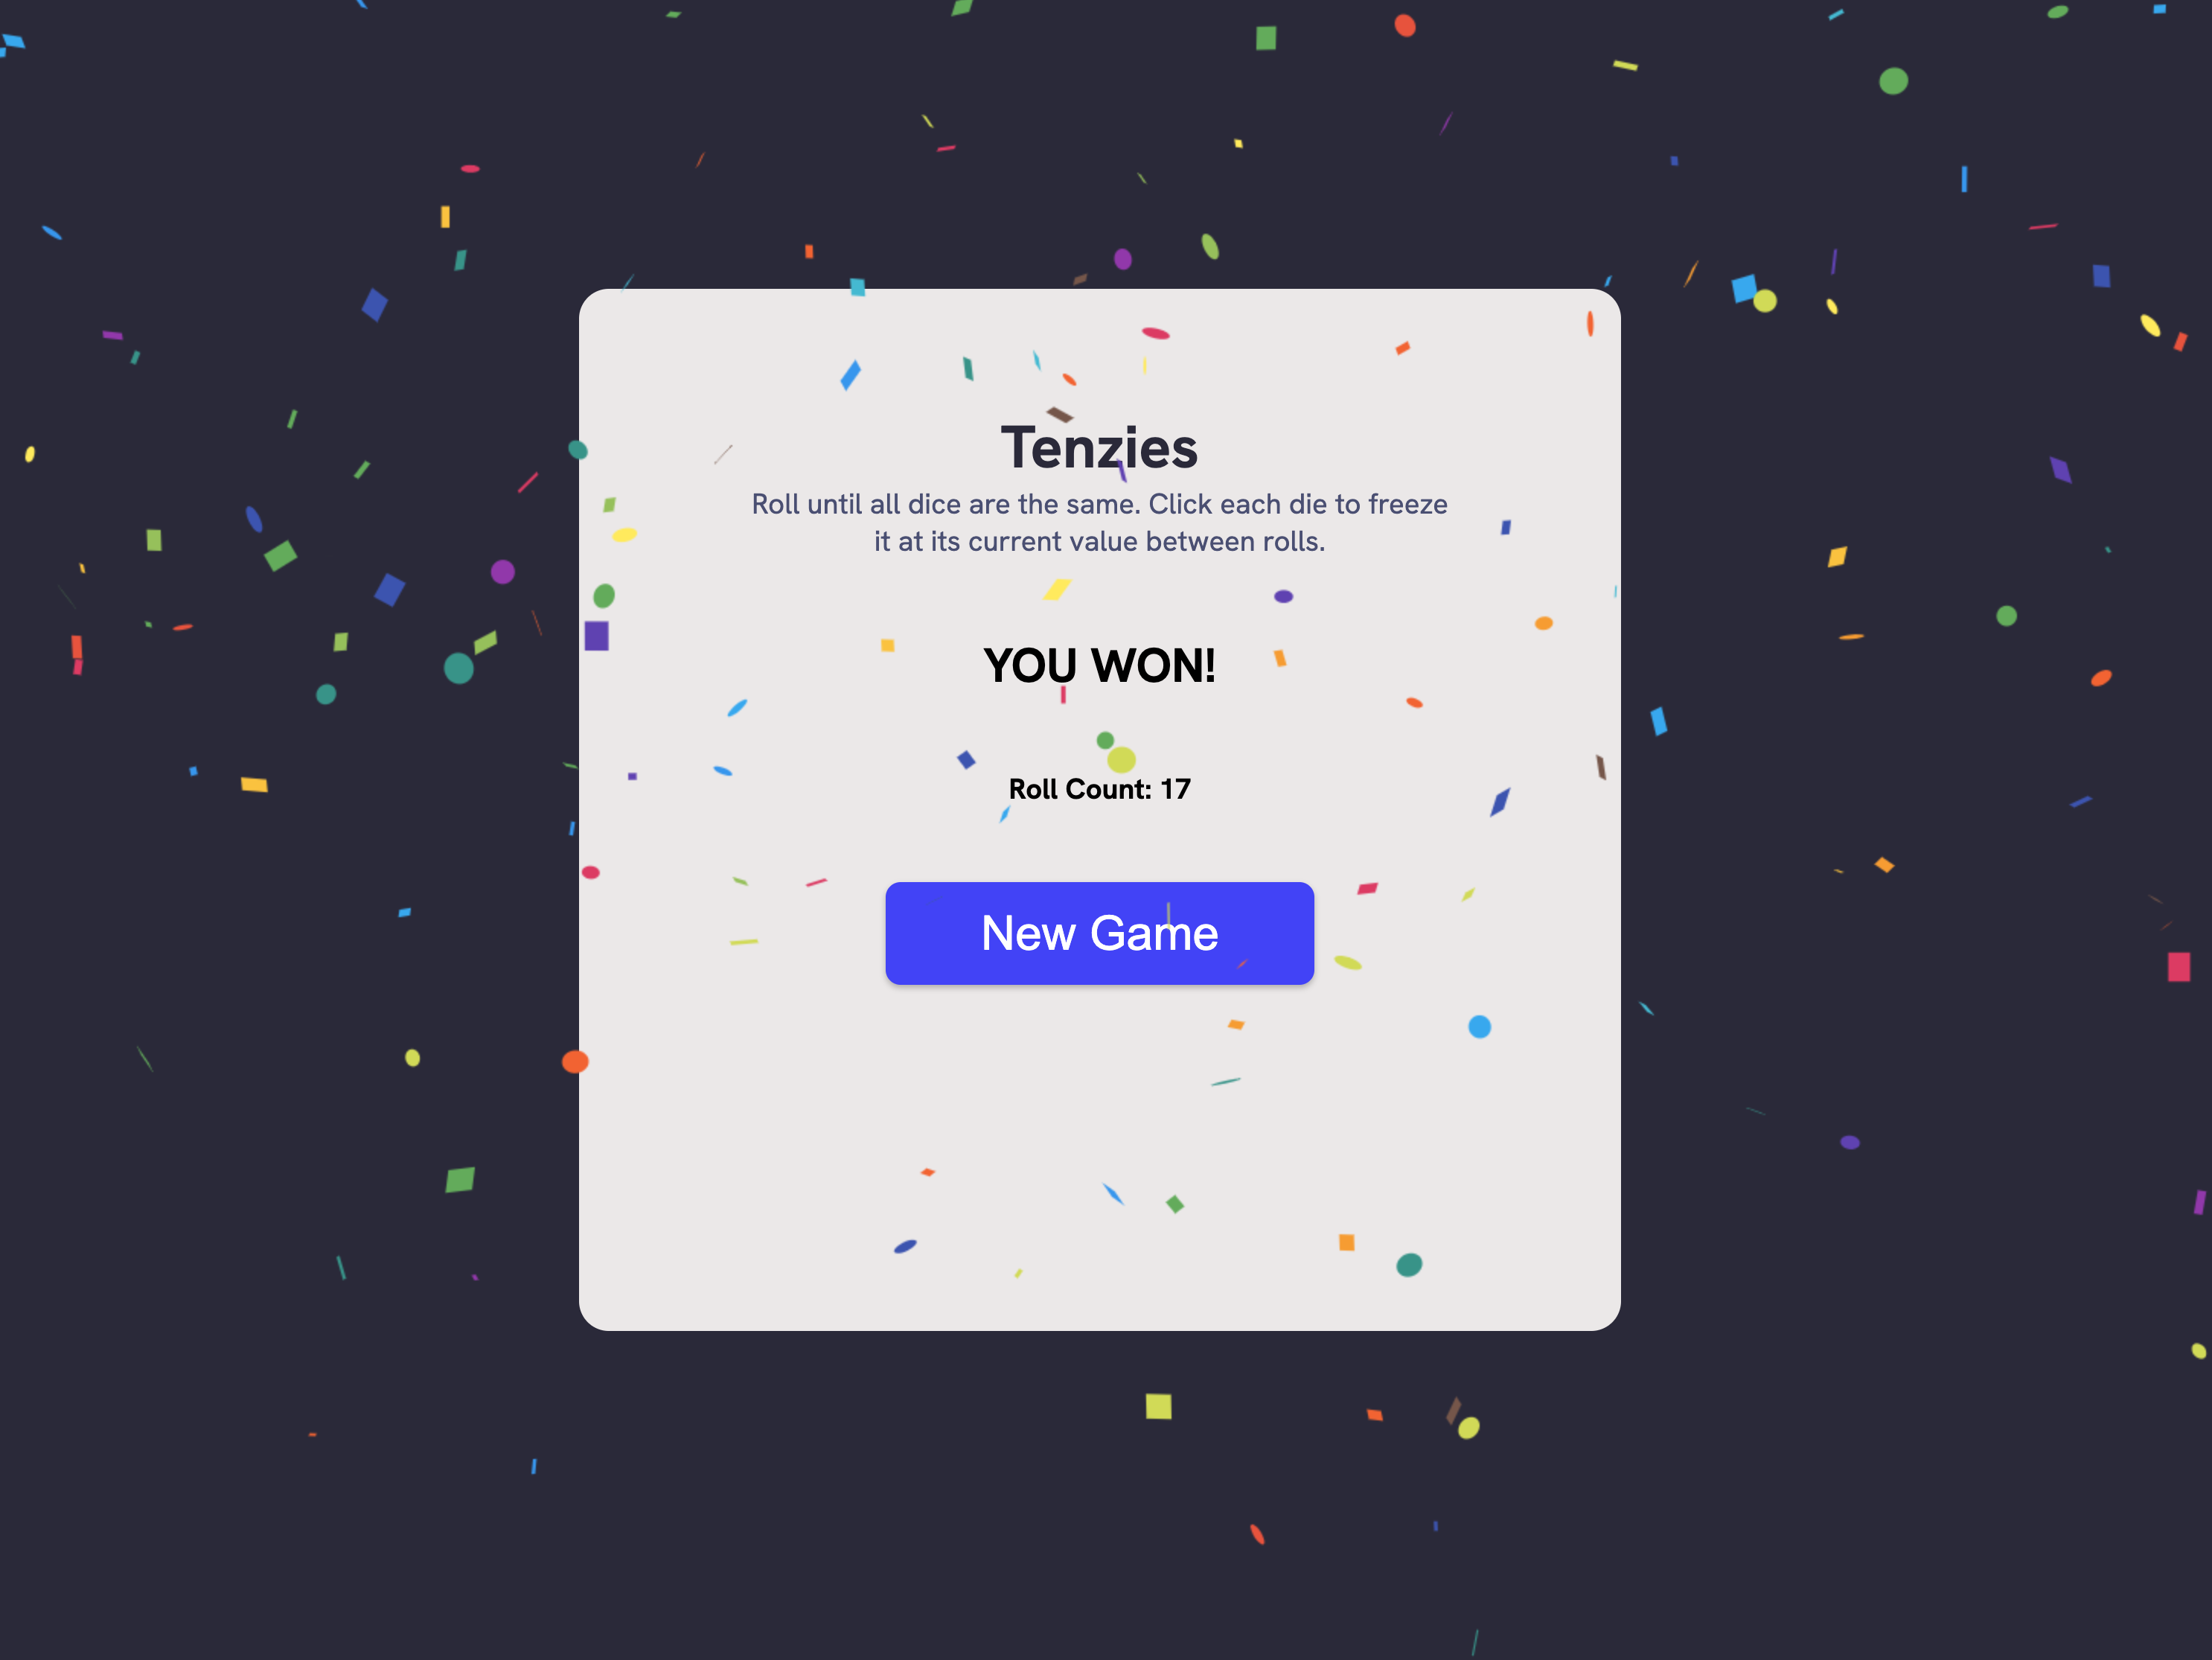 Tenzies
Roll until all dice are the same. Click each die to freeze
it at its current value between rolls.
YOU WON!
Roll Count: 17
New Game